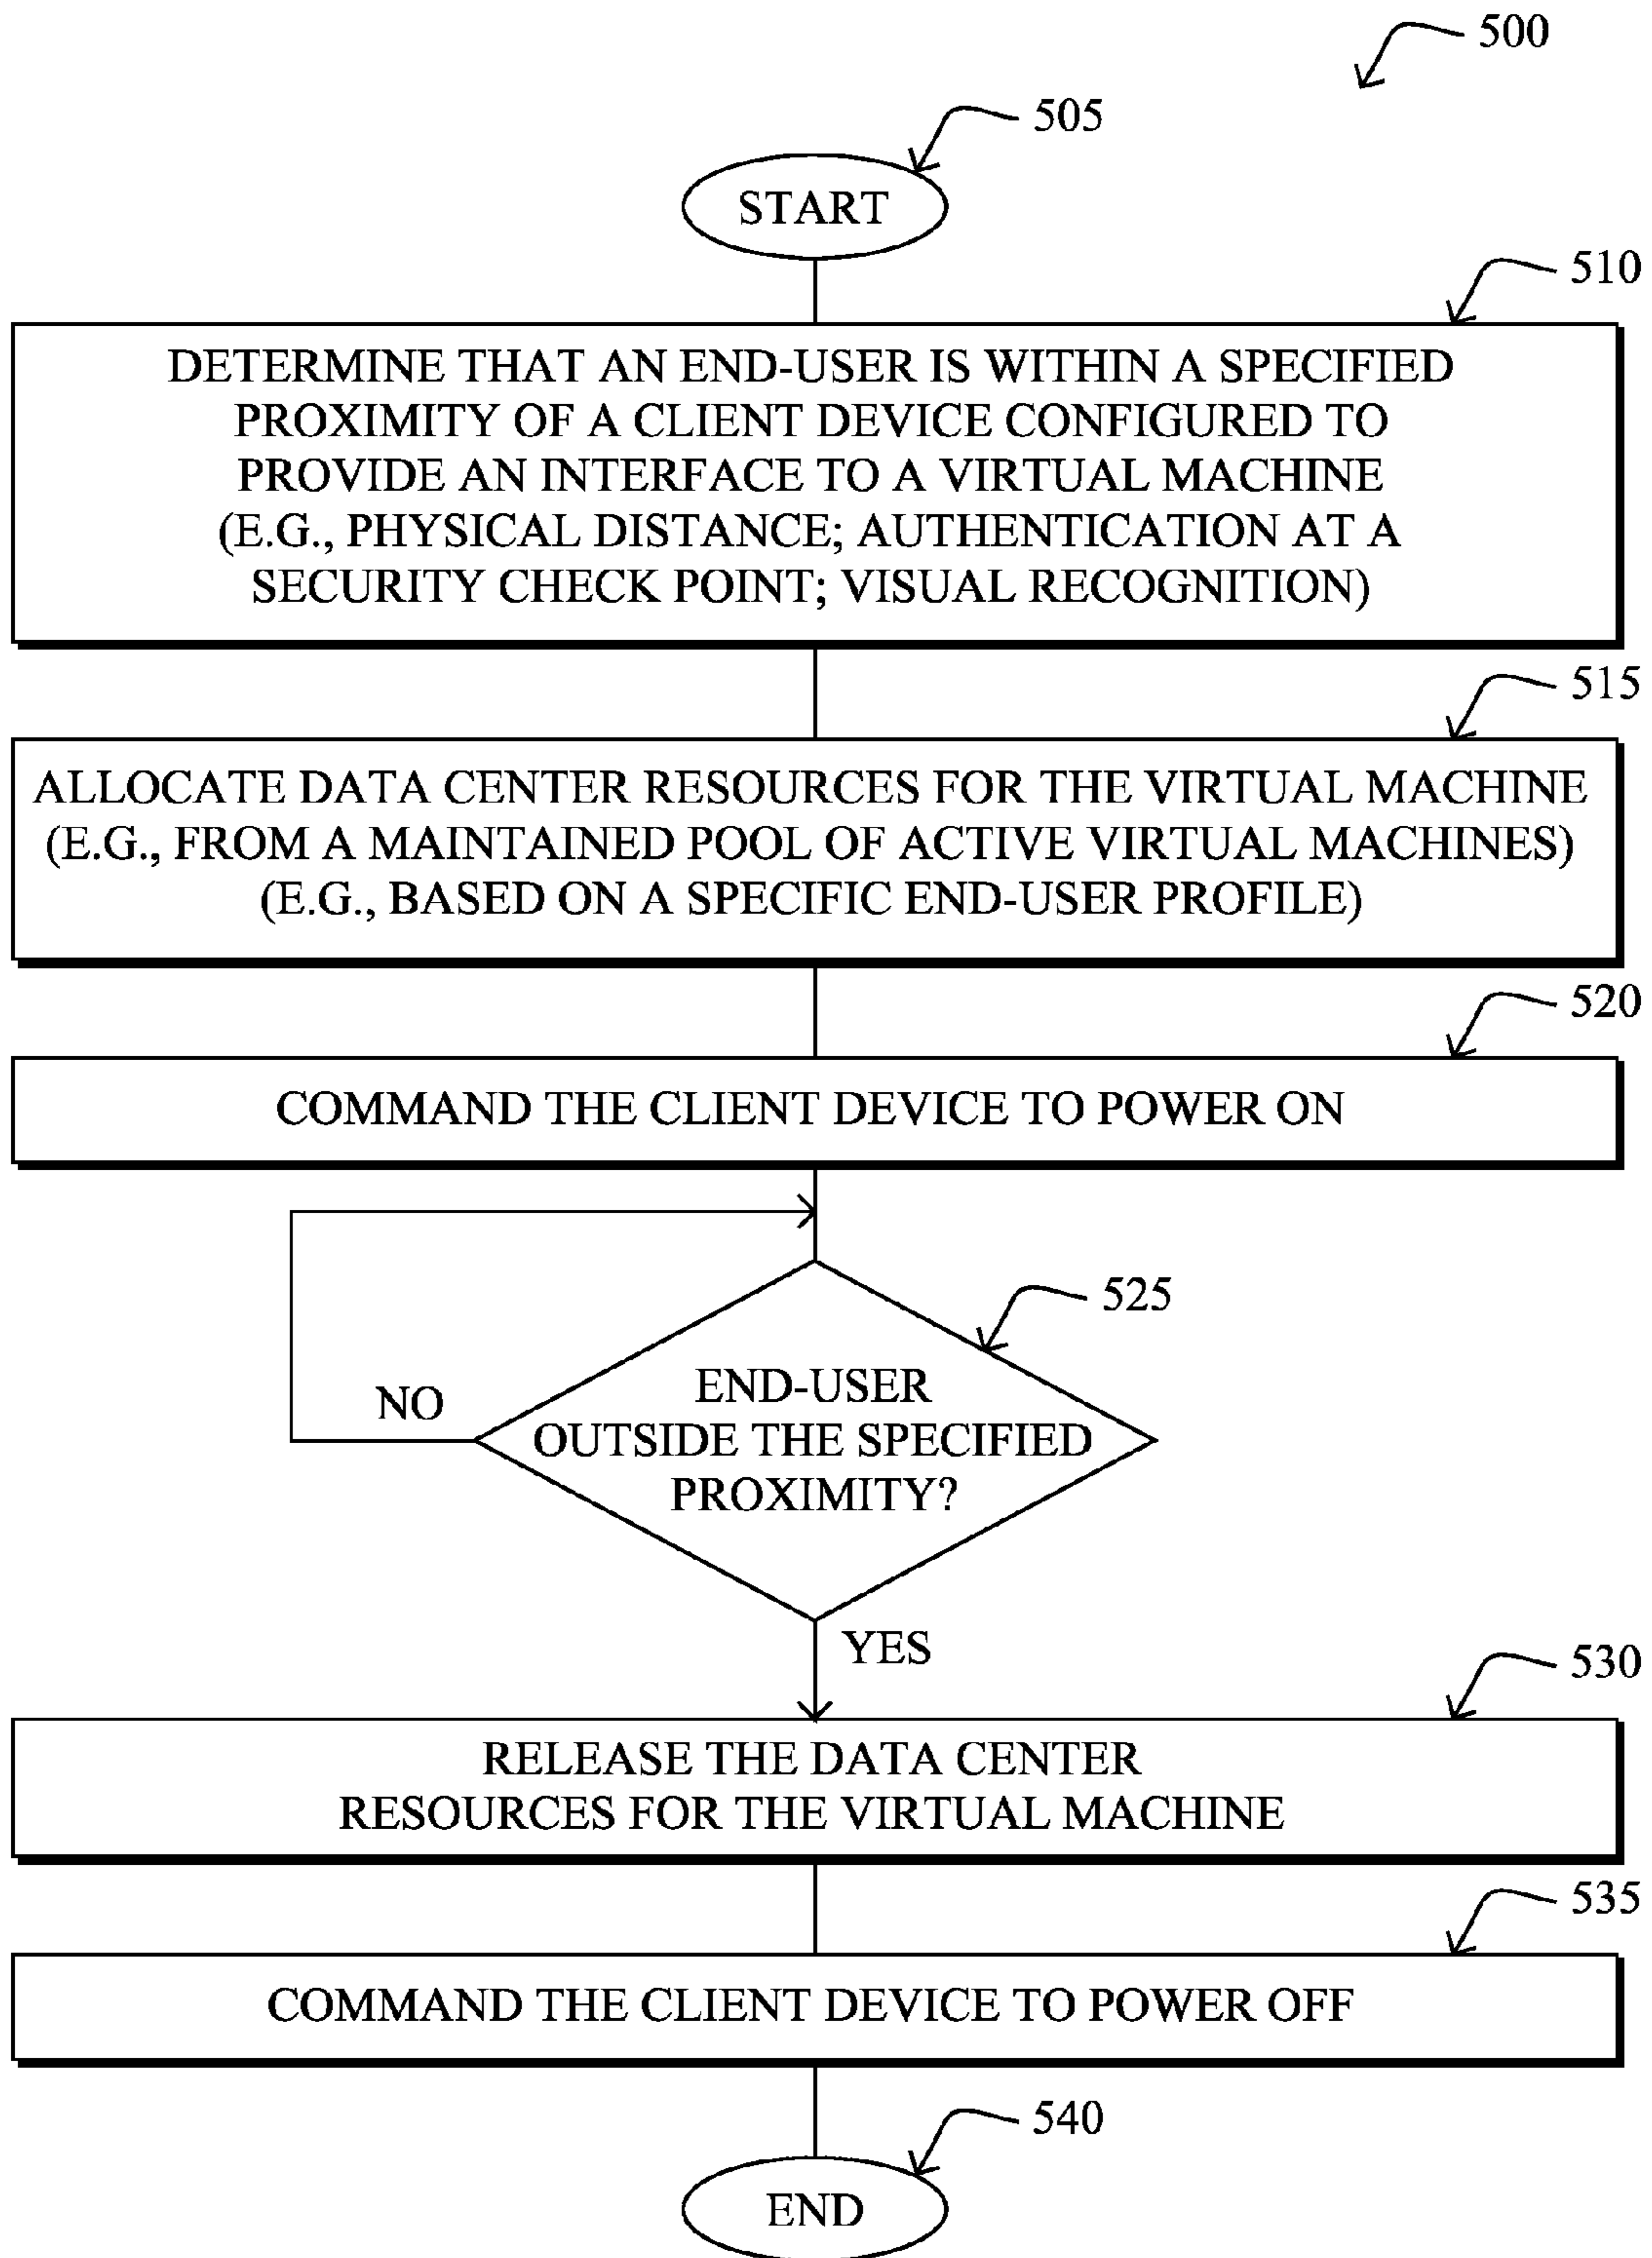 500
505
START
510
DETERMINE THAT AN END-USER IS WITHIN A SPECIFIED
PROXIMITY OF A CLIENT DEVICE CONFIGURED TO
PROVIDE AN INTERFACE TO A VIRTUAL MACHINE
(E.G., PHYSICAL DISTANCE; AUTHENTICATION AT A
SECURITY CHECK POINT; VISUAL RECOGNITION)
515
ALLOCATE DATA CENTER RESOURCES FOR THE VIRTUAL MACHINE
(E.G., FROM A MAINTAINED POOL OF ACTIVE VIRTUAL MACHINES)
(E.G., BASED ON A SPECIFIC END-USER PROFILE)
520
COMMAND THE CLIENT DEVICE TO POWER ON
525
END-USER
OUTSIDE THE SPECIFIED
PROXIMITY?
NO
YES
530
RELEASE THE DATA CENTER
RESOURCES FOR THE VIRTUAL MACHINE
535
COMMAND THE CLIENT DEVICE TO POWER OFF
540
END